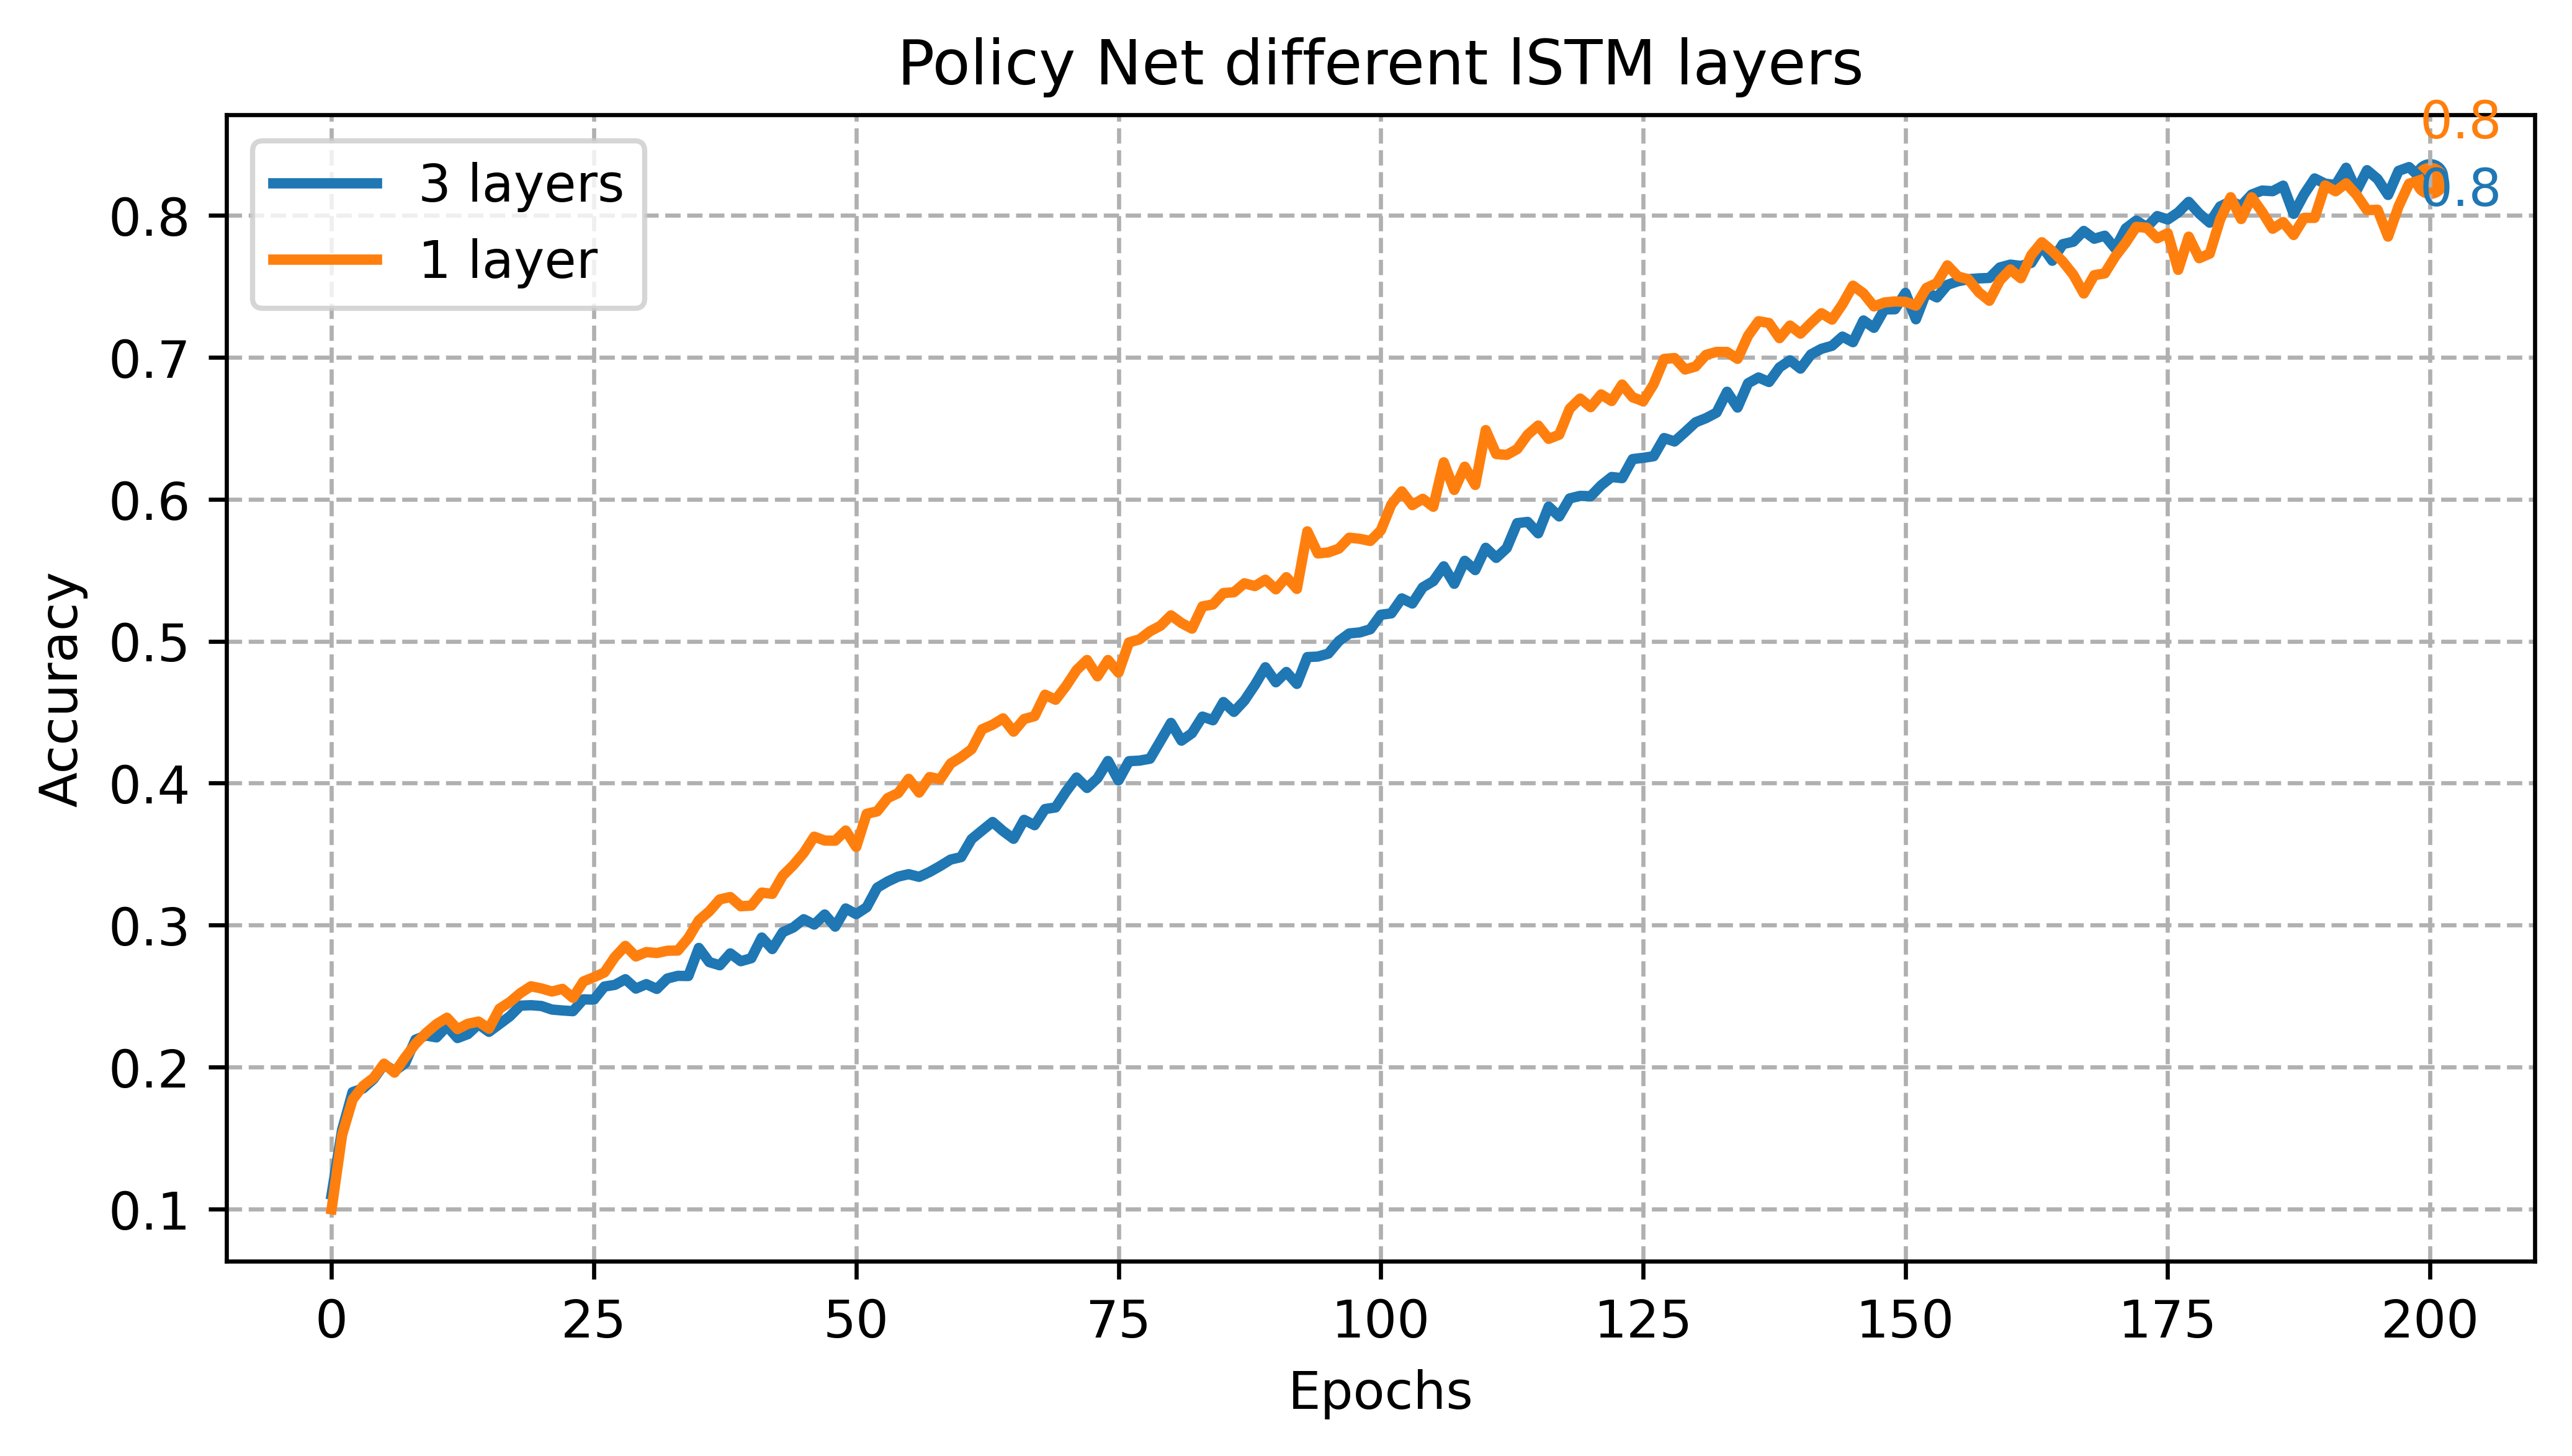 Policy Net different lSTM layers
0.8
0.8
3 layers
1 layer
Accuracy
0.8
0.7
0.6
0.5
0.4
0.3
0.2
0.1
0 25 50 75 100 125 150 175 200
Epochs